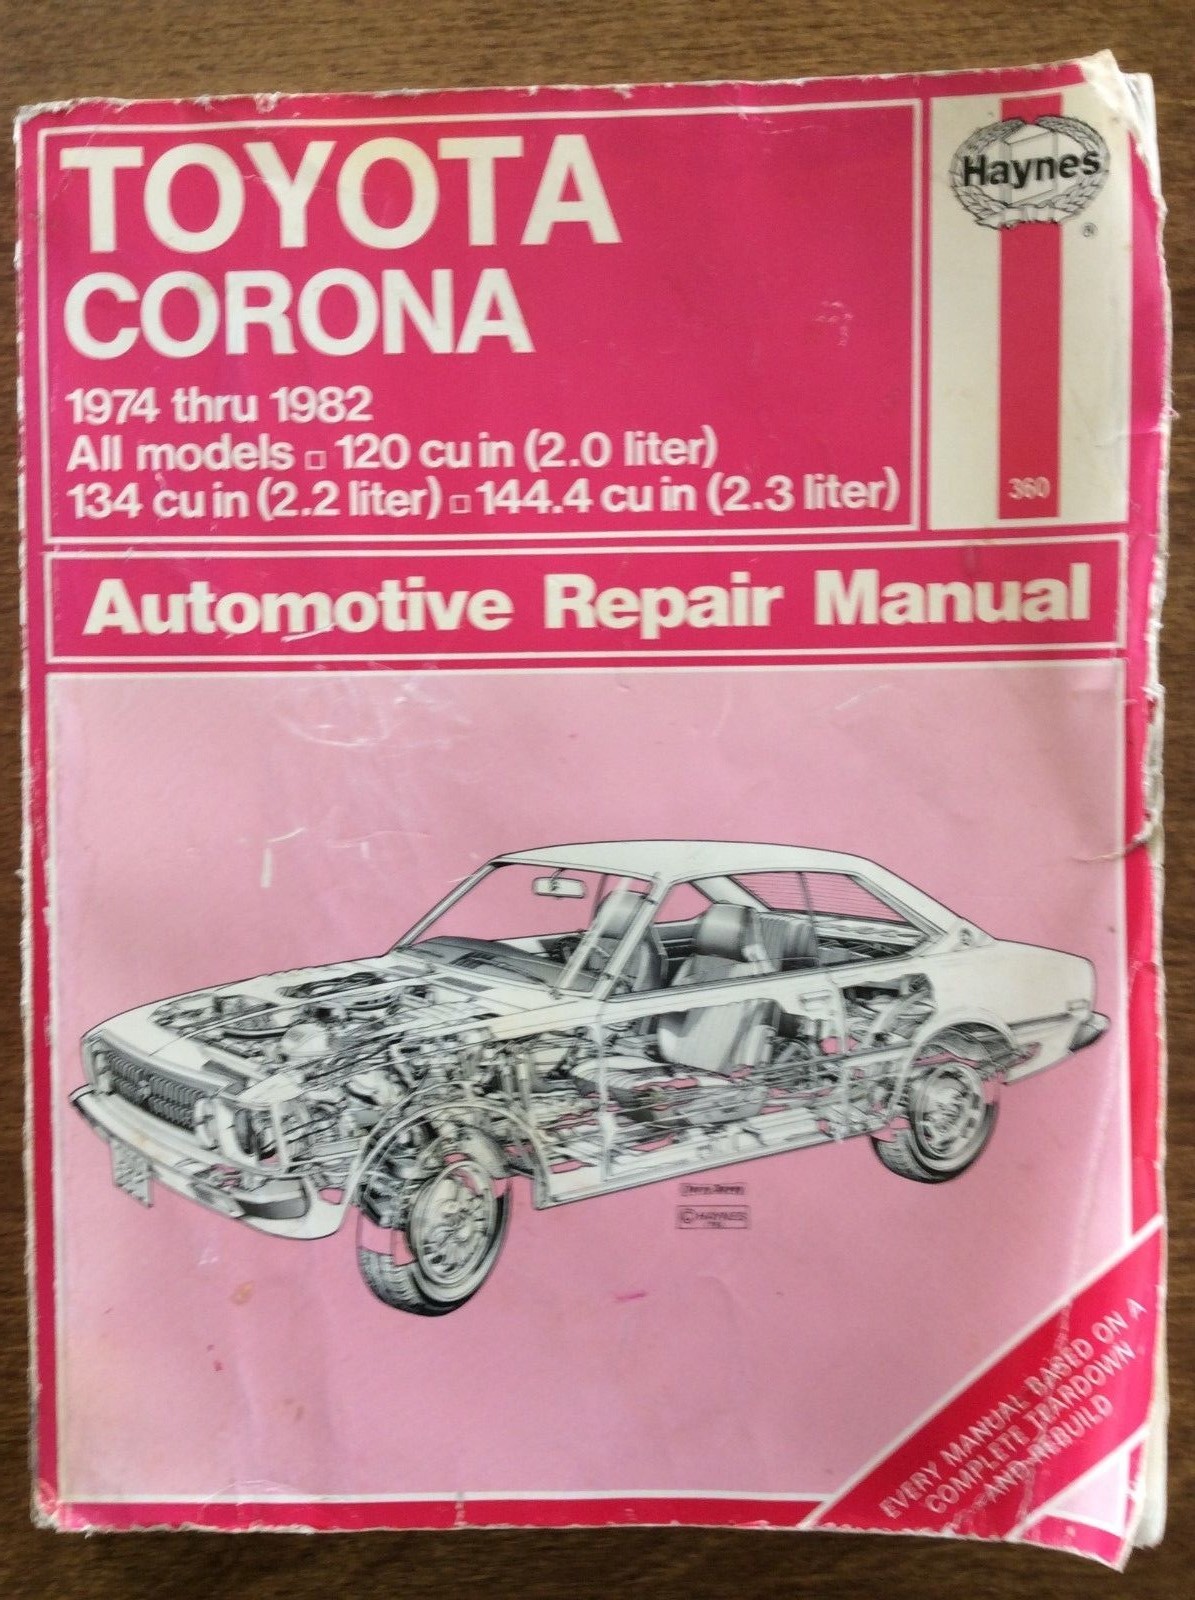 TOYOTA
CORONA
1974 thru 1982
All models □ 120 cu in (2.0 liter)
134 cu in (2.2 liter) □ 144.4 cu in (2.3 liter)
Haynes
®
360
Automotive Repair Manual
© HAYNES
EVERY MANUAL BASED ON A
COMPLETE TEARDOWN
AND REBUILD